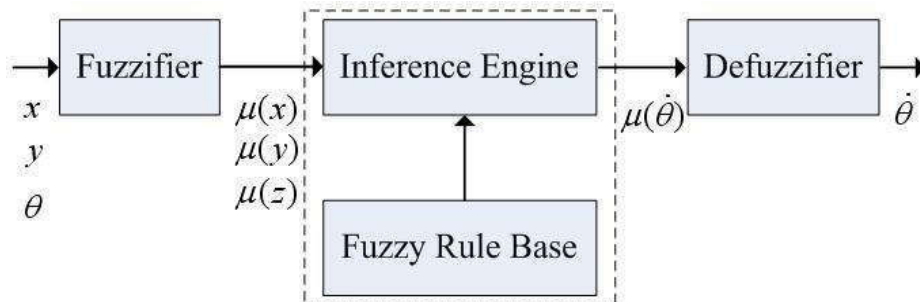 Fuzzifier
Inference Engine
Defuzzifier
x
y
θ
μ(x)
μ(y)
μ(z)
μ(θ̇)
θ̇
Fuzzy Rule Base